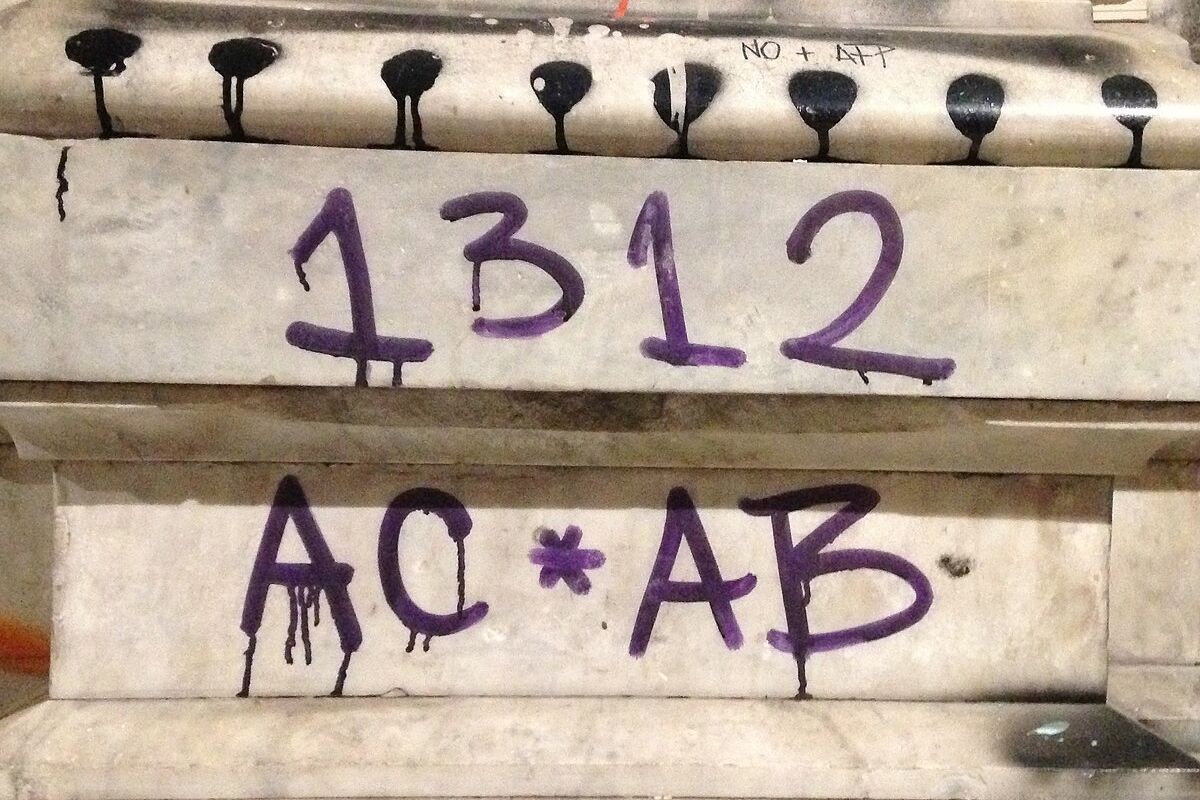 NO + AFP
1312
AC*AB